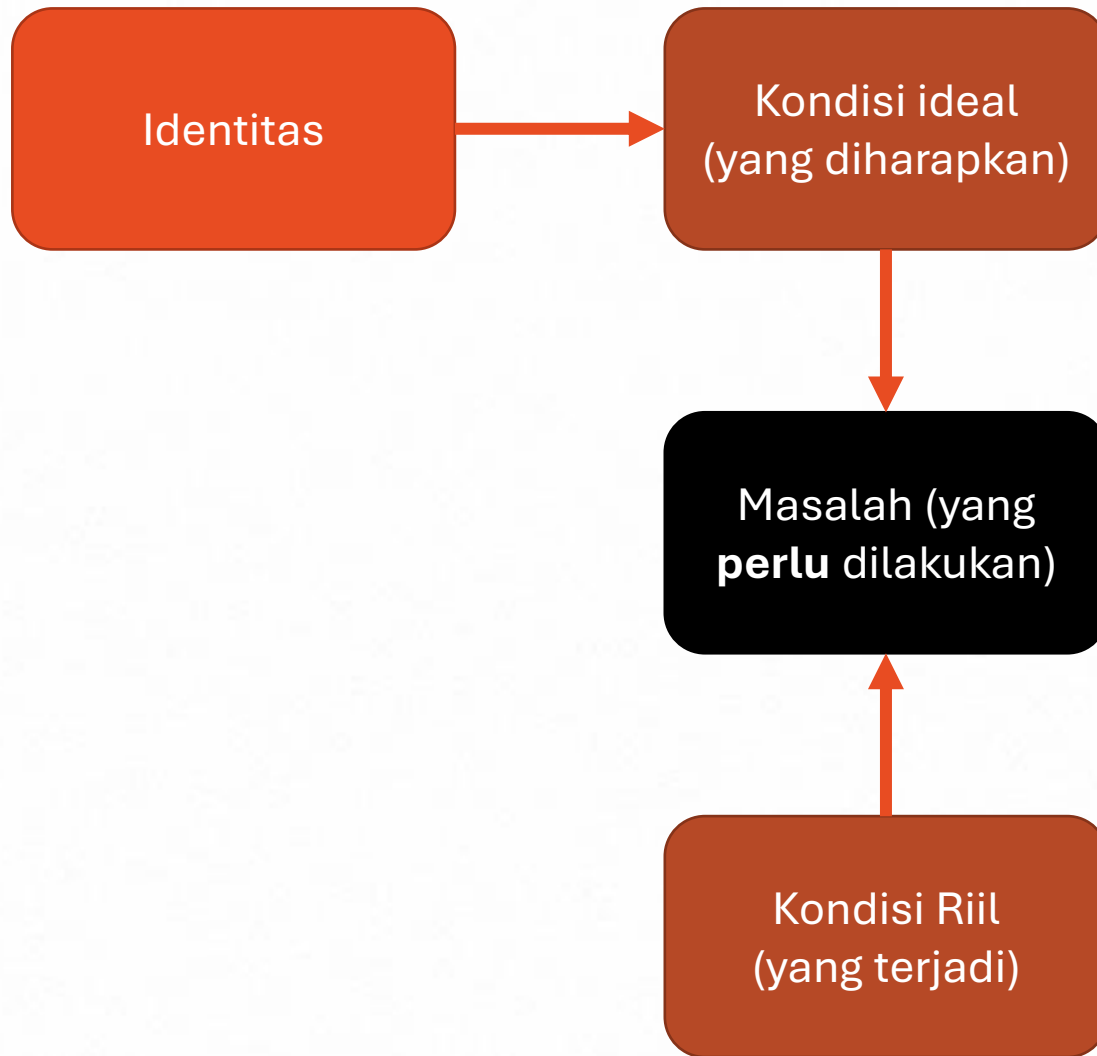 Identitas
Kondisi ideal
(yang diharapkan)
Masalah (yang
perlu dilakukan)
Kondisi Riil
(yang terjadi)